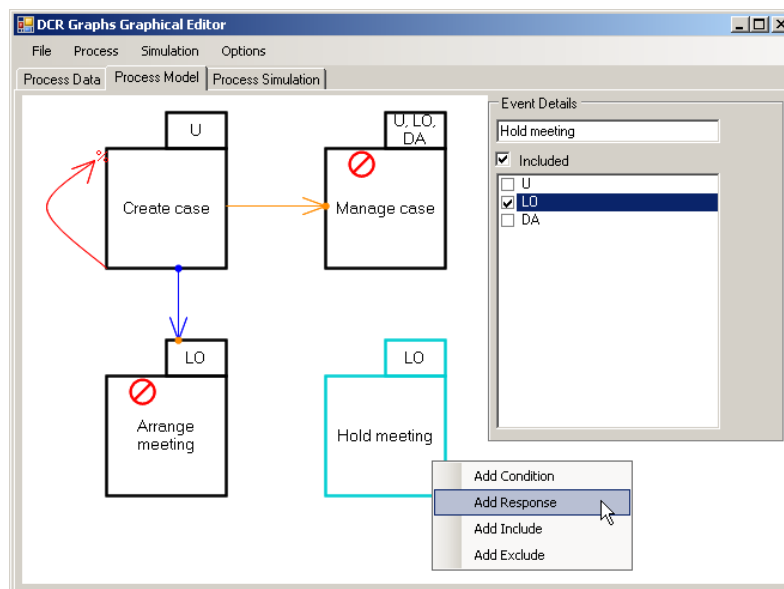 DCR Graphs Graphical Editor
File Process Simulation Options
Process Data Process Model Process Simulation
U
%
Create case
U, LO,
DA
Manage case
LO
Arrange
meeting
LO
Hold meeting
Event Details
Hold meeting
Included
U
LO
DA
Add Condition
Add Response
Add Include
Add Exclude